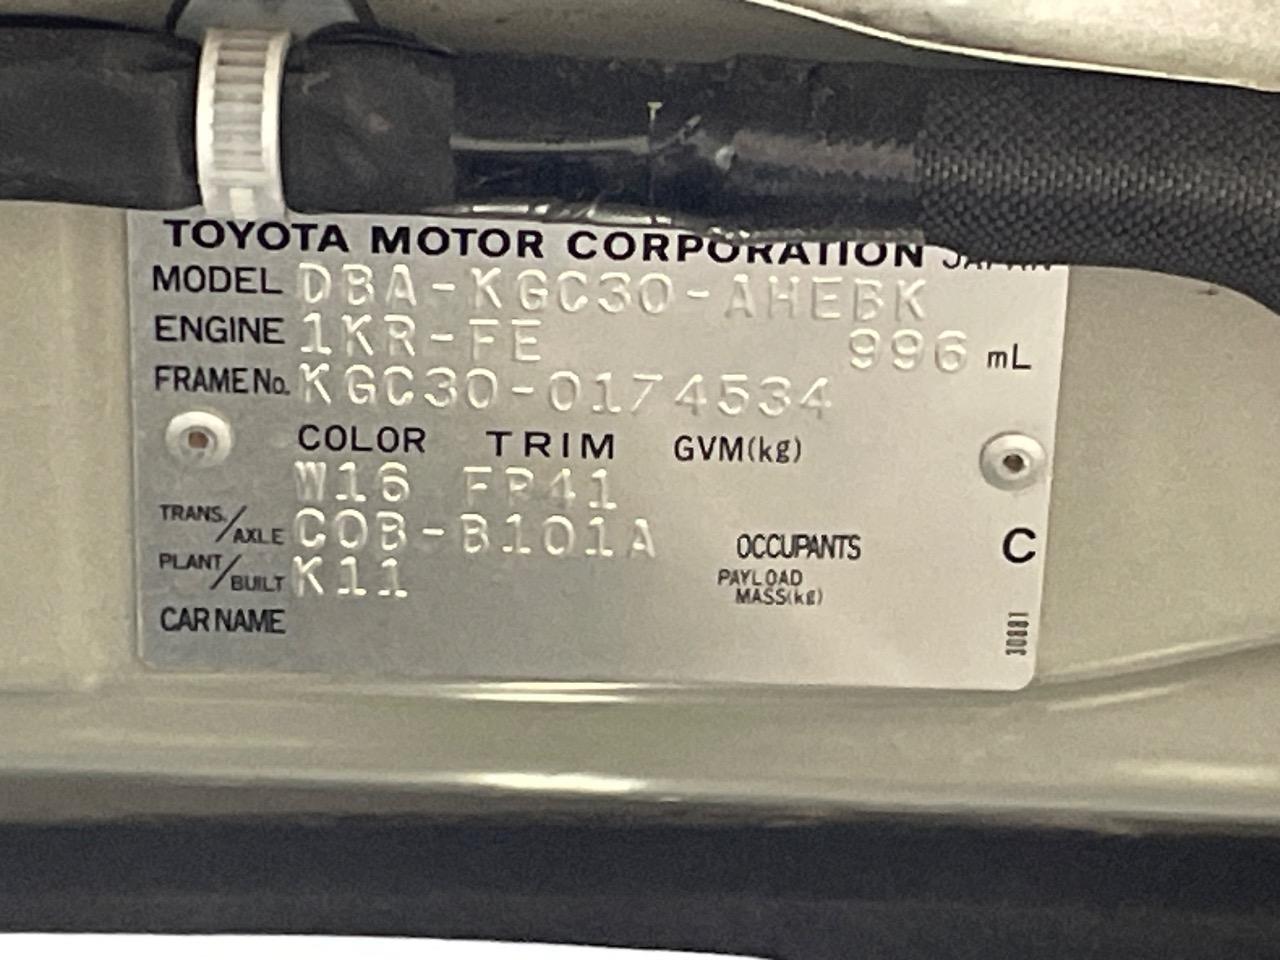 TOYOTA MOTOR CORPORATION JAPAN
MODEL DBA-KGC30-AHEBK
ENGINE 1KR-FE 996 mL
FRAME No. KGC30-0174534
COLOR TRIM GVM(kg)
W16 FR41
TRANS./AXLE C0B-B101A
OCCUPANTS C
PLANT/BUILT K11
PAYLOAD
MASS(kg)
CAR NAME
30881